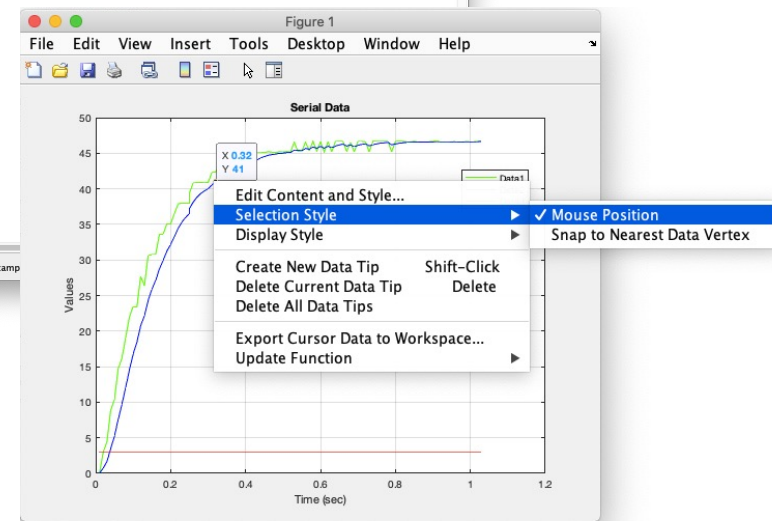 Figure 1
File Edit View Insert Tools Desktop Window Help
Serial Data
50
45
40
35
30
25
20
15
10
5
0
Values
X 0.32
Y 41
Data1
Edit Content and Style...
Selection Style
Mouse Position
Display Style
Snap to Nearest Data Vertex
Create New Data Tip Shift-Click
Delete Current Data Tip Delete
Delete All Data Tips
Export Cursor Data to Workspace...
Update Function
0 0.2 0.4 0.6 0.8 1 1.2
Time (sec)